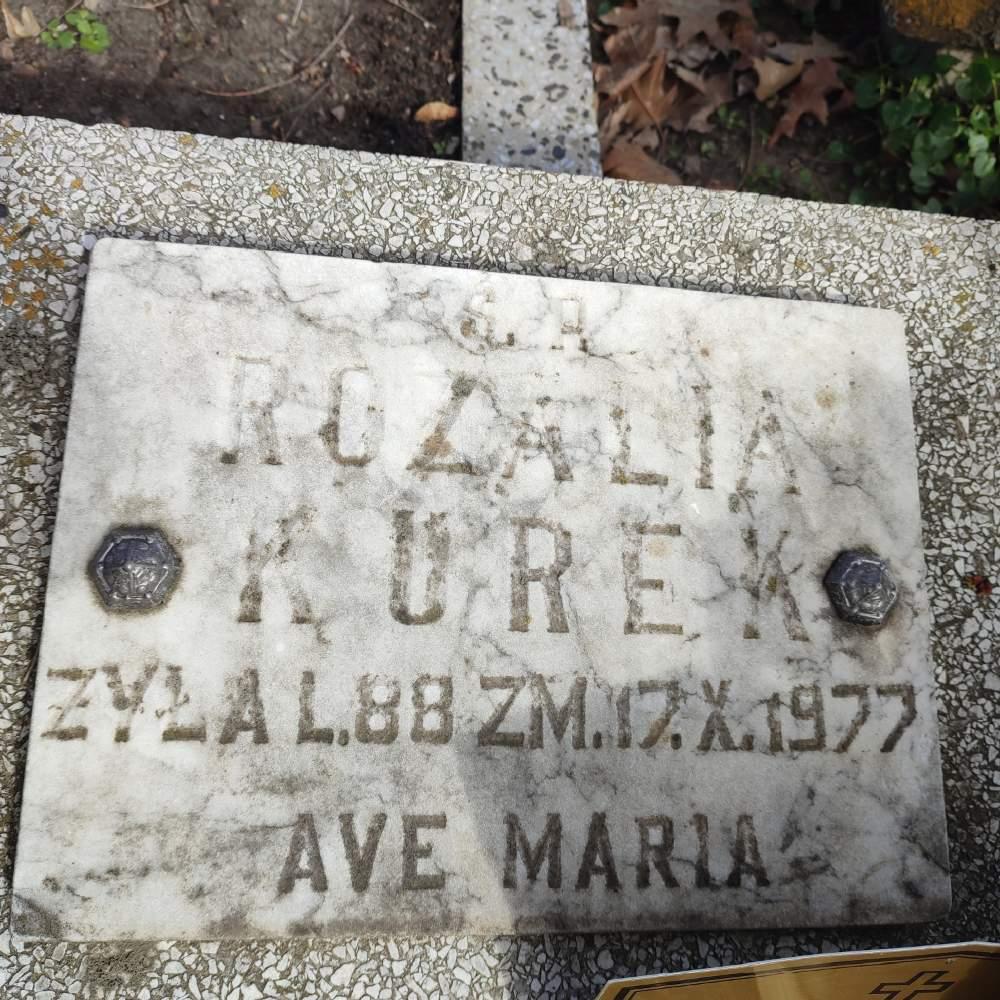 Ś. P.
ROZALIA
KUREK
ŻYŁA L.88 ZM.17.X.1977
AVE MARIA